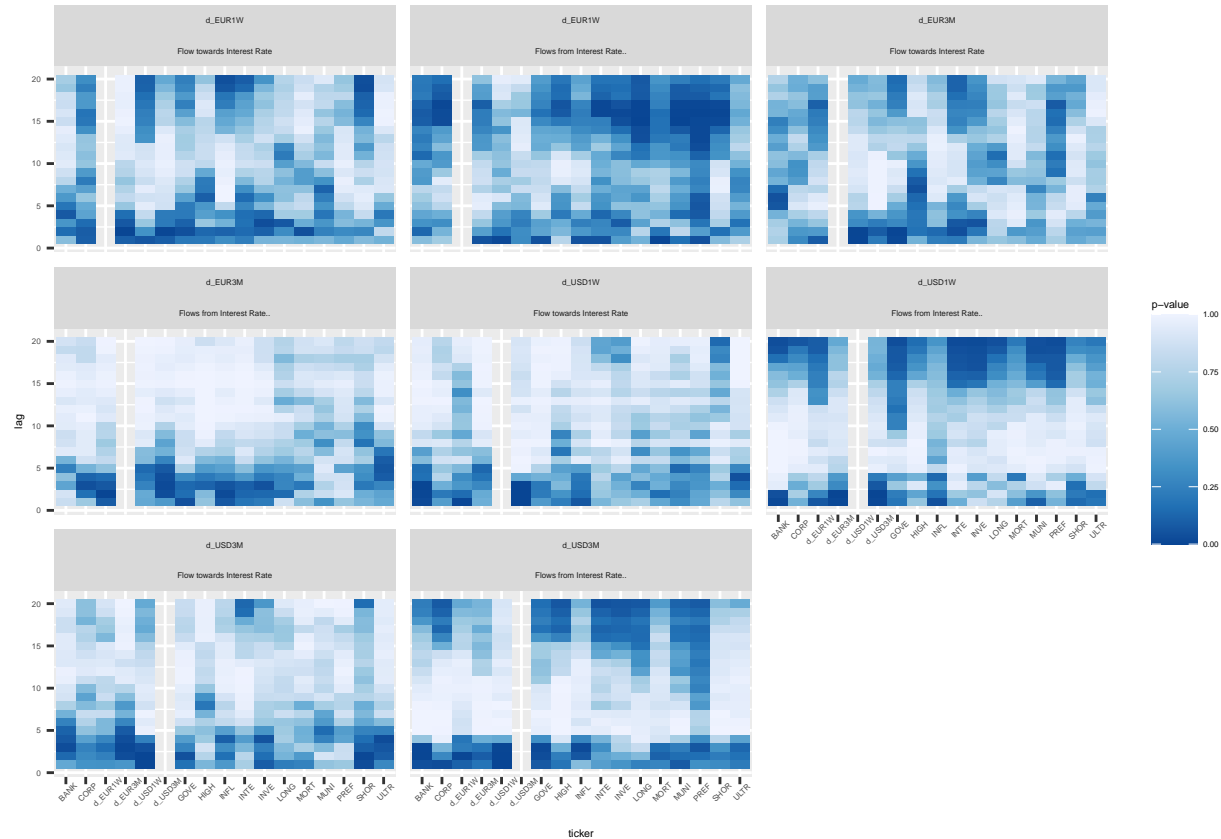 d_EUR1W d_EUR1W d_EUR3M
Flow towards Interest Rate Flows from Interest Rate.. Flow towards Interest Rate
20
15
10
5
0
d_EUR3M d_USD1W d_USD1W
Flows from Interest Rate.. Flow towards Interest Rate Flows from Interest Rate..
20
15
10
5
0
lag
BANK CORP d_EUR1W d_EUR3M d_USD1W d_USD3M GOVE HIGH INFL INTE INVE LONG MORT MUNI PREF SHOR ULTR
p-value
1.00
0.75
0.50
0.25
0.00
d_USD3M d_USD3M
Flow towards Interest Rate Flows from Interest Rate..
20
15
10
5
0
BANK CORP d_EUR1W d_EUR3M d_USD1W d_USD3M GOVE HIGH INFL INTE INVE LONG MORT MUNI PREF SHOR ULTR BANK CORP d_EUR1W d_EUR3M d_USD1W d_USD3M GOVE HIGH INFL INTE INVE LONG MORT MUNI PREF SHOR ULTR
ticker